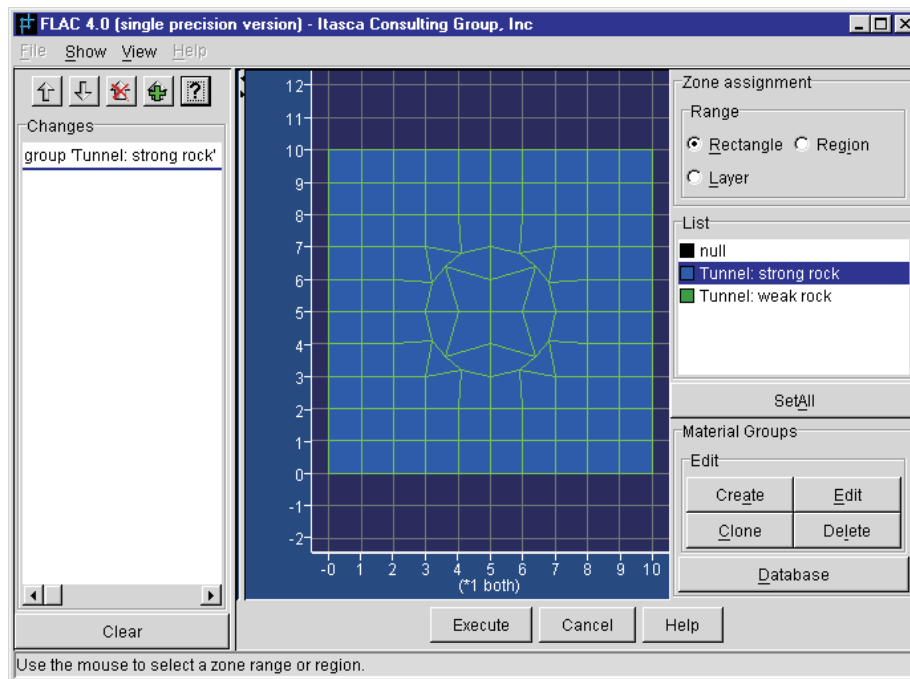 FLAC 4.0 (single precision version) - Itasca Consulting Group, Inc
File Show View Help
?
Changes
group 'Tunnel: strong rock'
Clear
12
11
10
9
8
7
6
5
4
3
2
1
0
-1
-2
-0 1 2 3 4 5 6 7 8 9 10
(*1 both)
Zone assignment
Range
Rectangle Region
Layer
List
null
Tunnel: strong rock
Tunnel: weak rock
SetAll
Material Groups
Edit
Create Edit
Clone Delete
Database
Execute Cancel Help
Use the mouse to select a zone range or region.